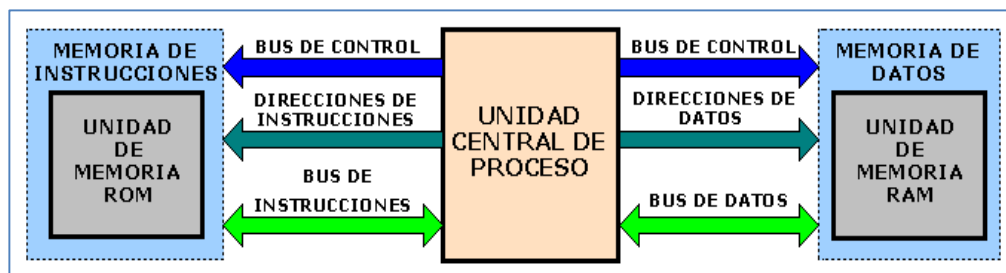 MEMORIA DE
INSTRUCCIONES
UNIDAD
DE
MEMORIA
ROM
BUS DE CONTROL
DIRECCIONES DE
INSTRUCCIONES
BUS DE
INSTRUCCIONES
UNIDAD
CENTRAL DE
PROCESO
BUS DE CONTROL
DIRECCIONES DE
DATOS
BUS DE DATOS
MEMORIA DE
DATOS
UNIDAD
DE
MEMORIA
RAM